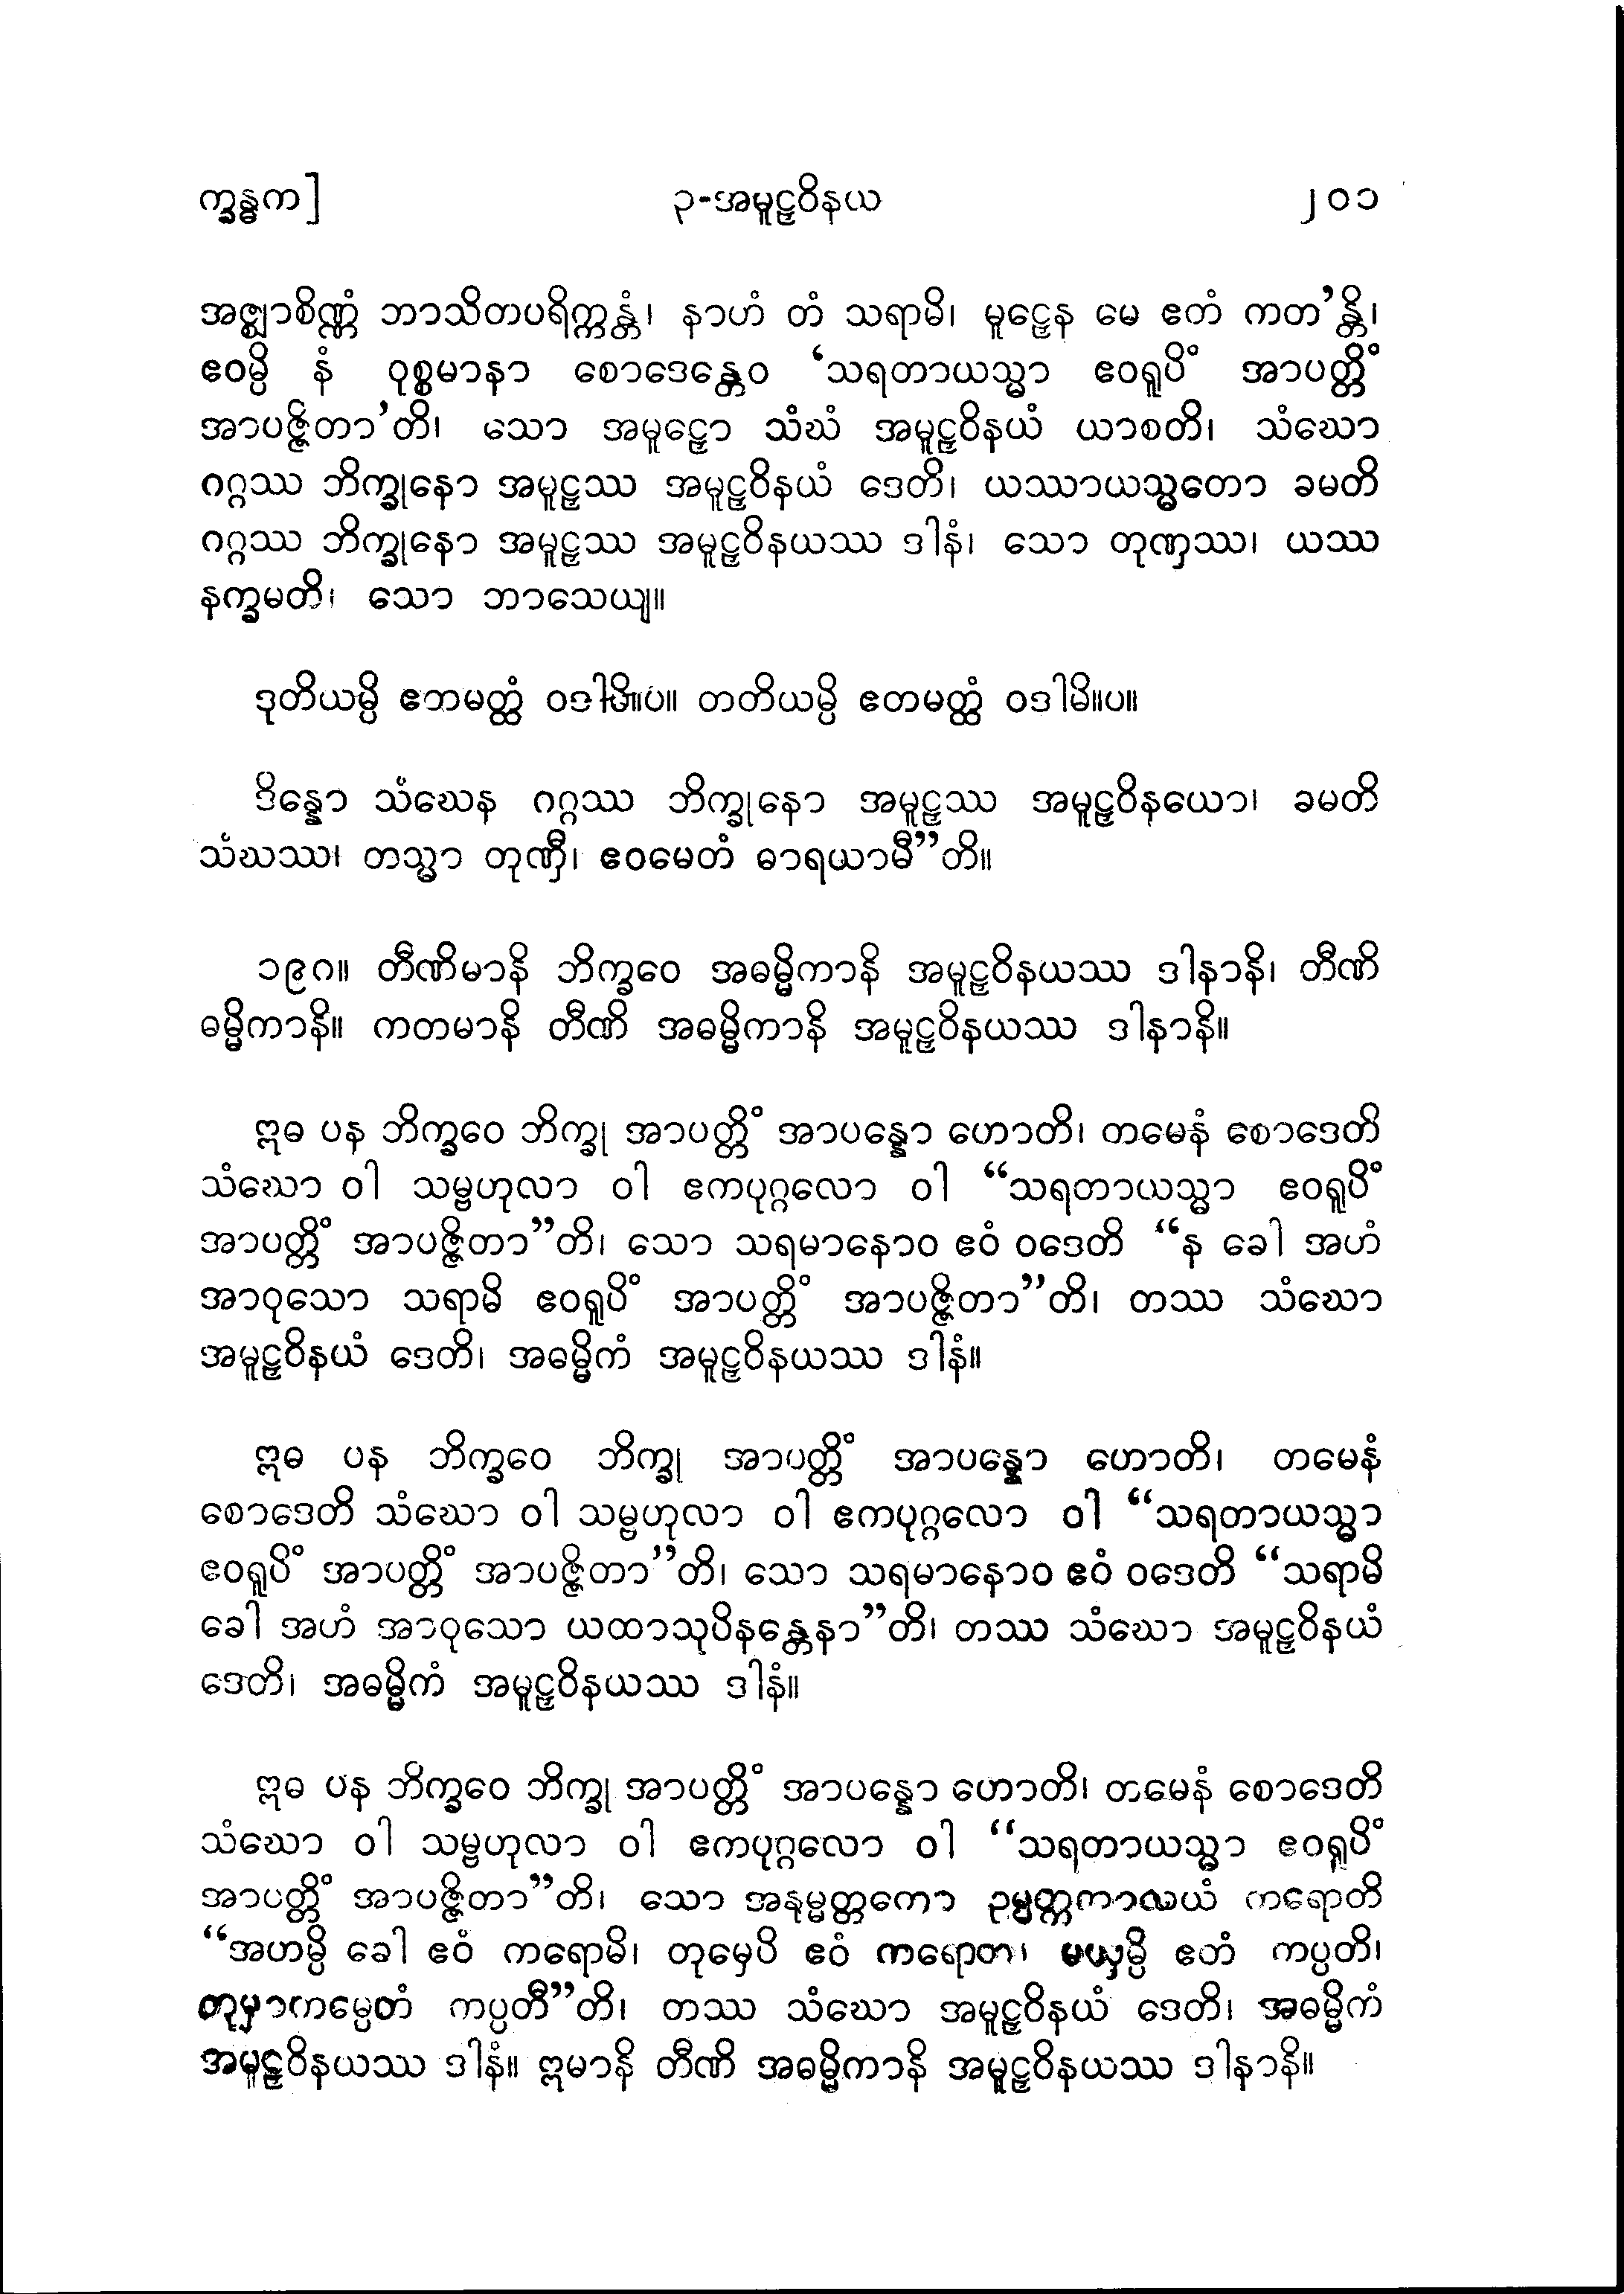 က္ခန္ဓက] ၃-အမူဠှဝိနယ ၂၀၁
အဇ္ဈာစိဏ္ဏံ ဘာသိတပရိက္ကန္တံ၊ နာဟံ တံ သရာမိ၊ မူဠှေန မေ ဧတံ ကတ’န္တိ၊
ဧဝမ္ပိ နံ ဝုစ္စမာနာ စောဒေန္တေဝ ‘သရတာယသ္မာ ဧဝရူပိံ အာပတ္တိံ
အာပဇ္ဇိတာ’တိ၊ သော အမူဠှော သံဃံ အမူဠှဝိနယံ ယာစတိ၊ သံဃော
ဂဂ္ဂဿ ဘိက္ခုနော အမူဠှဿ အမူဠှဝိနယံ ဒေတိ၊ ယဿာယသ္မတော ခမတိ
ဂဂ္ဂဿ ဘိက္ခုနော အမူဠှဿ အမူဠှဝိနယဿ ဒါနံ၊ သော တုဏှဿ၊ ယဿ
နက္ခမတိ၊ သော ဘာသေယျ။
ဒုတိယမ္ပိ ဧတမတ္ထံ ဝဒါမိ။ပ။ တတိယမ္ပိ ဧတမတ္ထံ ဝဒါမိ။ပ။
ဒိန္နော သံဃေန ဂဂ္ဂဿ ဘိက္ခုနော အမူဠှဿ အမူဠှဝိနယော၊ ခမတိ
သံဃဿ၊ တသ္မာ တုဏှီ၊ ဧဝမေတံ ဓာရယာမီ”တိ။
၁၉၈။ တီဏိမာနိ ဘိက္ခဝေ အဓမ္မိကာနိ အမူဠှဝိနယဿ ဒါနာနိ၊ တီဏိ
ဓမ္မိကာနိ။ ကတမာနိ တီဏိ အဓမ္မိကာနိ အမူဠှဝိနယဿ ဒါနာနိ။
ဣဓ ပန ဘိက္ခဝေ ဘိက္ခု အာပတ္တိံ အာပန္နော ဟောတိ၊ တမေနံ စောဒေတိ
သံဃော ဝါ သမ္ဗဟုလာ ဝါ ဧကပုဂ္ဂလော ဝါ “သရတာယသ္မာ ဧဝရူပိံ
အာပတ္တိံ အာပဇ္ဇိတာ”တိ၊ သော သရမာနောဝ ဧဝံ ဝဒေတိ “န ခေါ အဟံ
အာဝုသော သရာမိ ဧဝရူပိံ အာပတ္တိံ အာပဇ္ဇိတာ”တိ၊ တဿ သံဃော
အမူဠှဝိနယံ ဒေတိ၊ အဓမ္မိကံ အမူဠှဝိနယဿ ဒါနံ။
ဣဓ ပန ဘိက္ခဝေ ဘိက္ခု အာပတ္တိံ အာပန္နော ဟောတိ၊ တမေနံ
စောဒေတိ သံဃော ဝါ သမ္ဗဟုလာ ဝါ ဧကပုဂ္ဂလော ဝါ “သရတာယသ္မာ
ဧဝရူပိံ အာပတ္တိံ အာပဇ္ဇိတာ”တိ၊ သော သရမာနောဝ ဧဝံ ဝဒေတိ “သရာမိ
ခေါ အဟံ အာဝုသော ယထာသုပိနန္တေနာ”တိ၊ တဿ သံဃော အမူဠှဝိနယံ
ဒေတိ၊ အဓမ္မိကံ အမူဠှဝိနယဿ ဒါနံ။
ဣဓ ပန ဘိက္ခဝေ ဘိက္ခု အာပတ္တိံ အာပန္နော ဟောတိ၊ တမေနံ စောဒေတိ
သံဃော ဝါ သမ္ဗဟုလာ ဝါ ဧကပုဂ္ဂလော ဝါ “သရတာယသ္မာ ဧဝရူပိံ
အာပတ္တိံ အာပဇ္ဇိတာ”တိ၊ သော အနုမ္မတ္တကော ဥမ္မတ္တကာလယံ ကရောတိ
“အဟမ္ပိ ခေါ ဧဝံ ကရောမိ၊ တုမှေပိ ဧဝံ ကရောထ၊ မယှမ္ပိ ဧတံ ကပ္ပတိ၊
တုမှာကမ္ပေတံ ကပ္ပတီ”တိ၊ တဿ သံဃော အမူဠှဝိနယံ ဒေတိ၊ အဓမ္မိကံ
အမူဠှဝိနယဿ ဒါနံ။ ဣမာနိ တီဏိ အဓမ္မိကာနိ အမူဠှဝိနယဿ ဒါနာနိ။